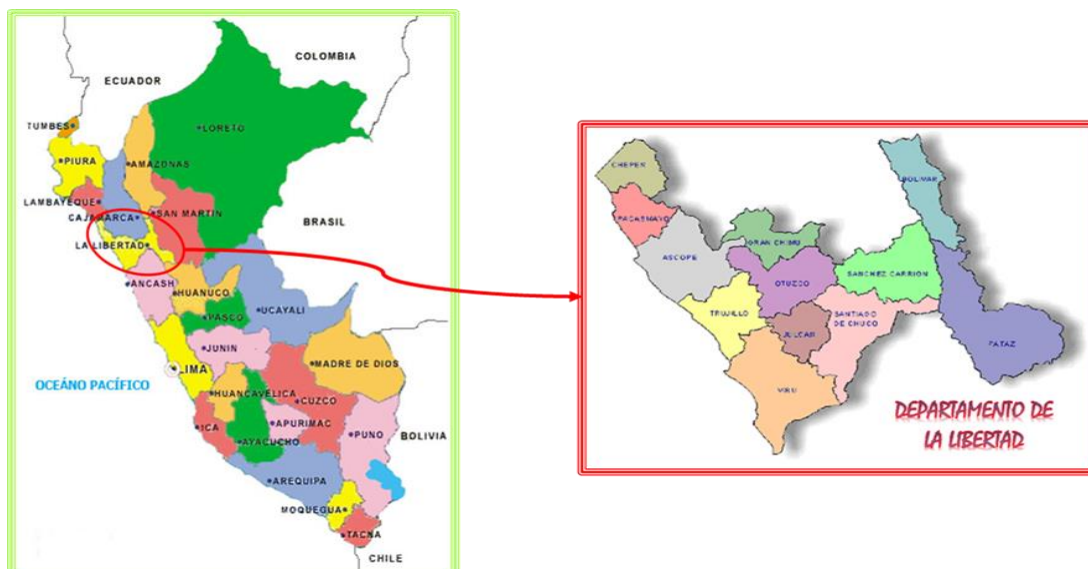 COLOMBIA
ECUADOR
LORETO
TUMBES
PIURA
AMAZONAS
LAMBAYEQUE
CAJAMARCA
SAN MARTIN
BRASIL
LA LIBERTAD
ANCASH
HUANUCO
UCAYALI
PASCO
JUNIN
MADRE DE DIOS
LIMA
OCEÁNO PACÍFICO
HUANCAVELICA
CUZCO
ICA
APURIMAC
PUNO
BOLIVIA
AYACUCHO
AREQUIPA
MOQUEGUA
TACNA
CHILE
CHEPEN
BOLIVAR
PACASMAYO
GRAN CHIMU
ASCOPE
SANCHEZ CARRION
OTUZCO
TRUJILLO
SANTIAGO
DE CHUCO
JULCAN
PATAZ
VIRU
DEPARTAMENTO DE
LA LIBERTAD